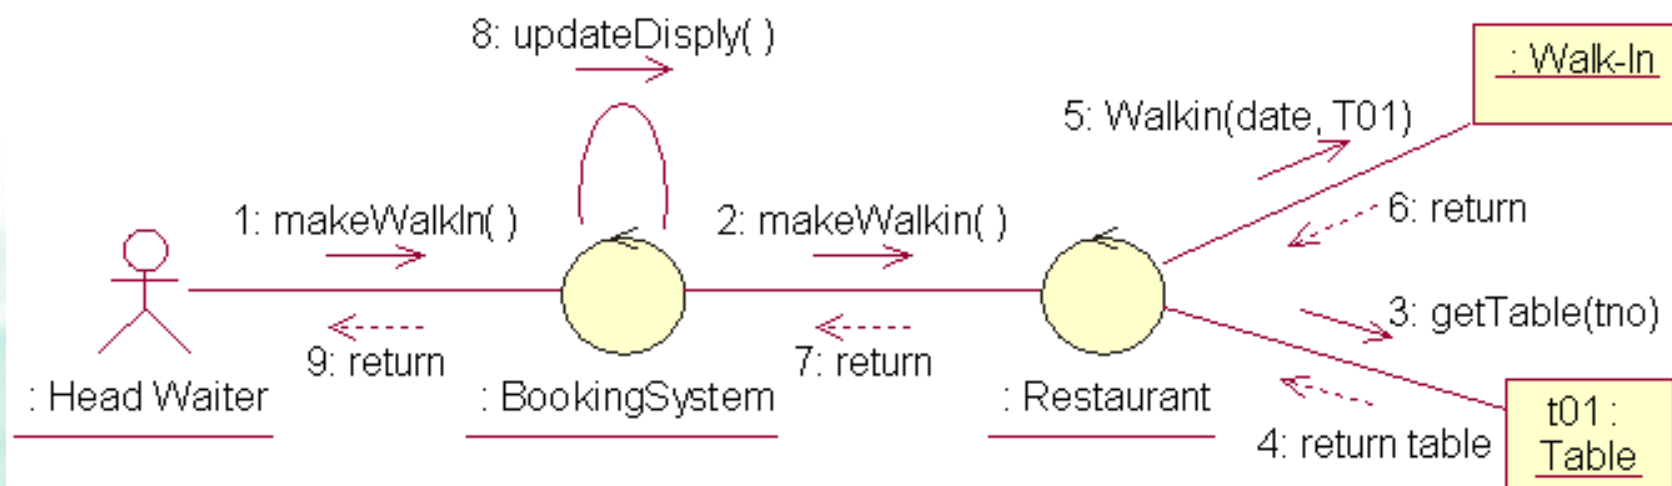 8: updateDisply( )
: Walk-In
5: Walkin(date, T01)
1: makeWalkIn( )
2: makeWalkin( )
6: return
3: getTable(tno)
9: return
7: return
: Head Waiter
: BookingSystem
: Restaurant
t01 :
Table
4: return table